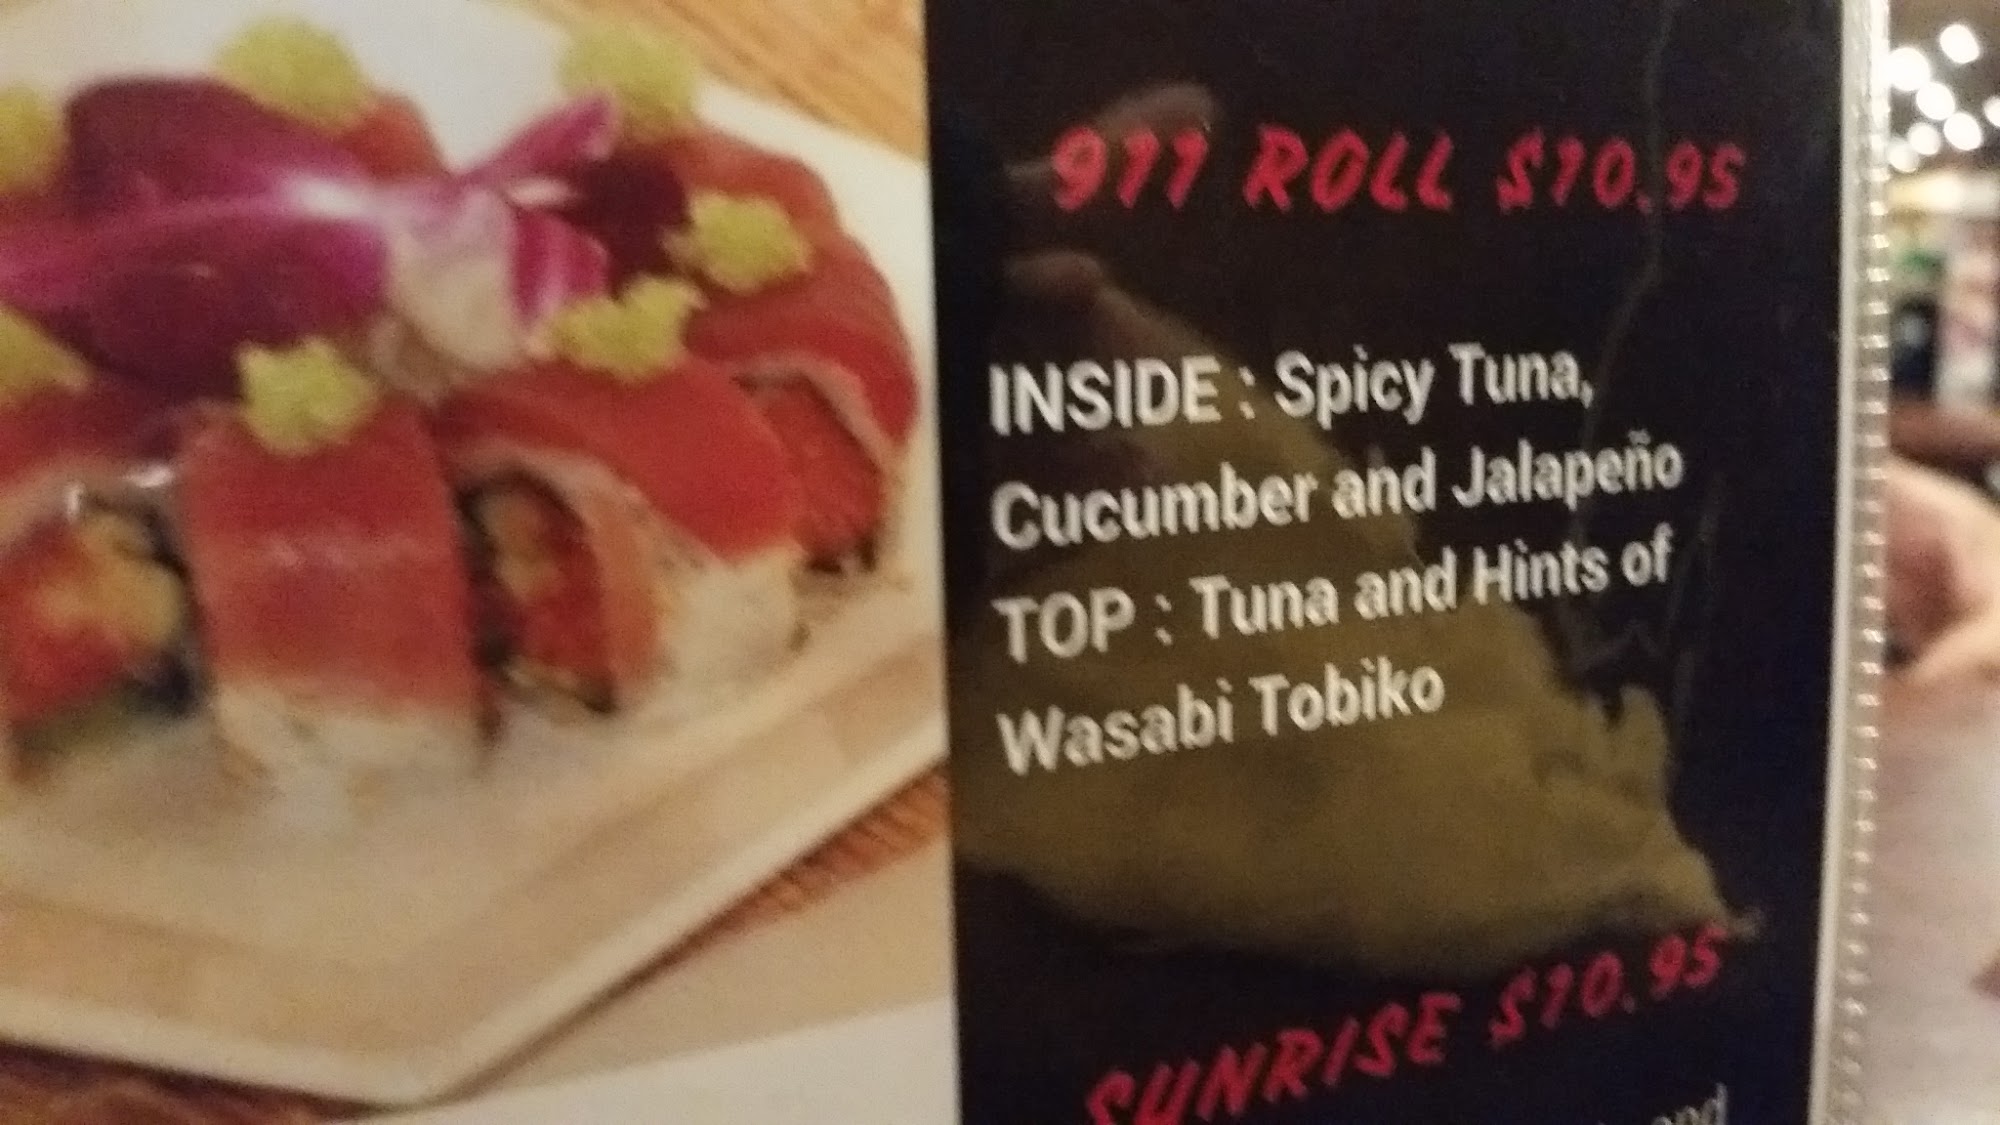 911 ROLL $10.95
INSIDE : Spicy Tuna,
Cucumber and Jalapeño
TOP : Tuna and Hints of
Wasabi Tobiko
SUNRISE $10.95
and